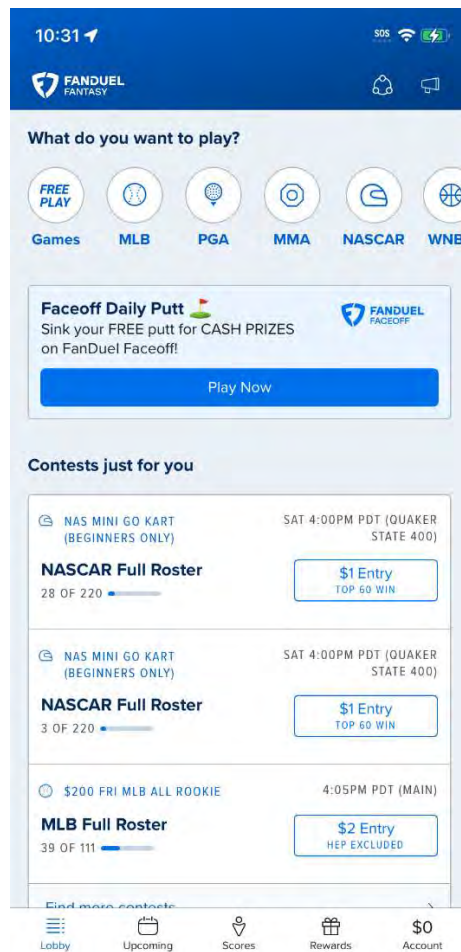 10:31
SOS
FANDUEL
FANTASY
What do you want to play?
FREE
PLAY
Games MLB PGA MMA NASCAR WNB
Faceoff Daily Putt
Sink your FREE putt for CASH PRIZES
on FanDuel Faceoff!
FANDUEL
FACEOFF
Play Now
Contests just for you
NAS MINI GO KART
(BEGINNERS ONLY)
SAT 4:00PM PDT (QUAKER
STATE 400)
NASCAR Full Roster
28 OF 220
$1 Entry
TOP 60 WIN
NAS MINI GO KART
(BEGINNERS ONLY)
SAT 4:00PM PDT (QUAKER
STATE 400)
NASCAR Full Roster
3 OF 220
$1 Entry
TOP 60 WIN
$200 FRI MLB ALL ROOKIE
4:05PM PDT (MAIN)
MLB Full Roster
39 OF 111
$2 Entry
HEP EXCLUDED
Find more contests
$0
Lobby Upcoming Scores Rewards Account